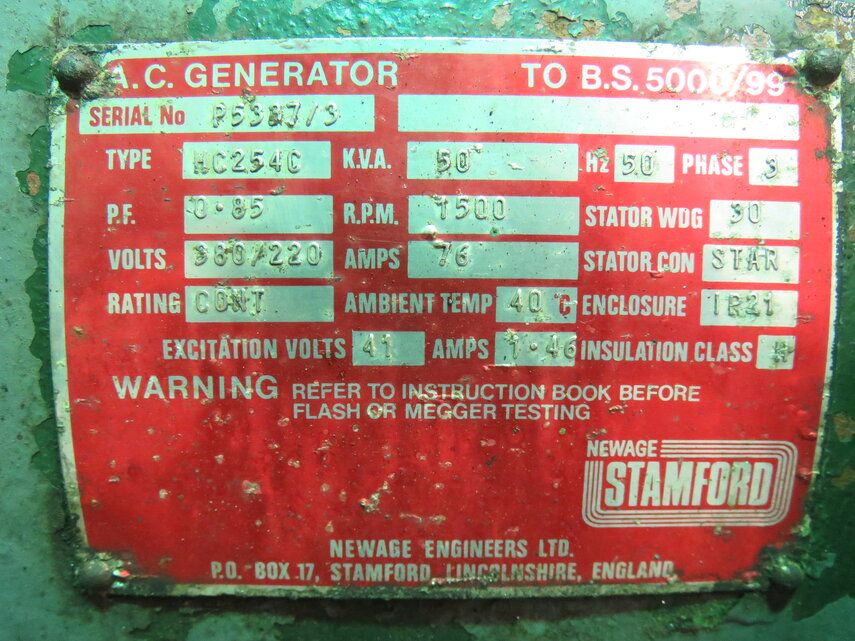 A.C. GENERATOR TO B.S. 5000/99
SERIAL No P5387/3
TYPE HC254C K.V.A. 50 Hz 50 PHASE 3
P.F. 0.85 R.P.M. 1500 STATOR WDG 30
VOLTS 380/220 AMPS 76 STATOR CON STAR
RATING CONT AMBIENT TEMP 40 C ENCLOSURE IR21
EXCITATION VOLTS 41 AMPS 1.46 INSULATION CLASS H
WARNING REFER TO INSTRUCTION BOOK BEFORE
FLASH OR MEGGER TESTING
NEWAGE
STAMFORD
NEWAGE ENGINEERS LTD.
P.O. BOX 17, STAMFORD, LINCOLNSHIRE, ENGLAND